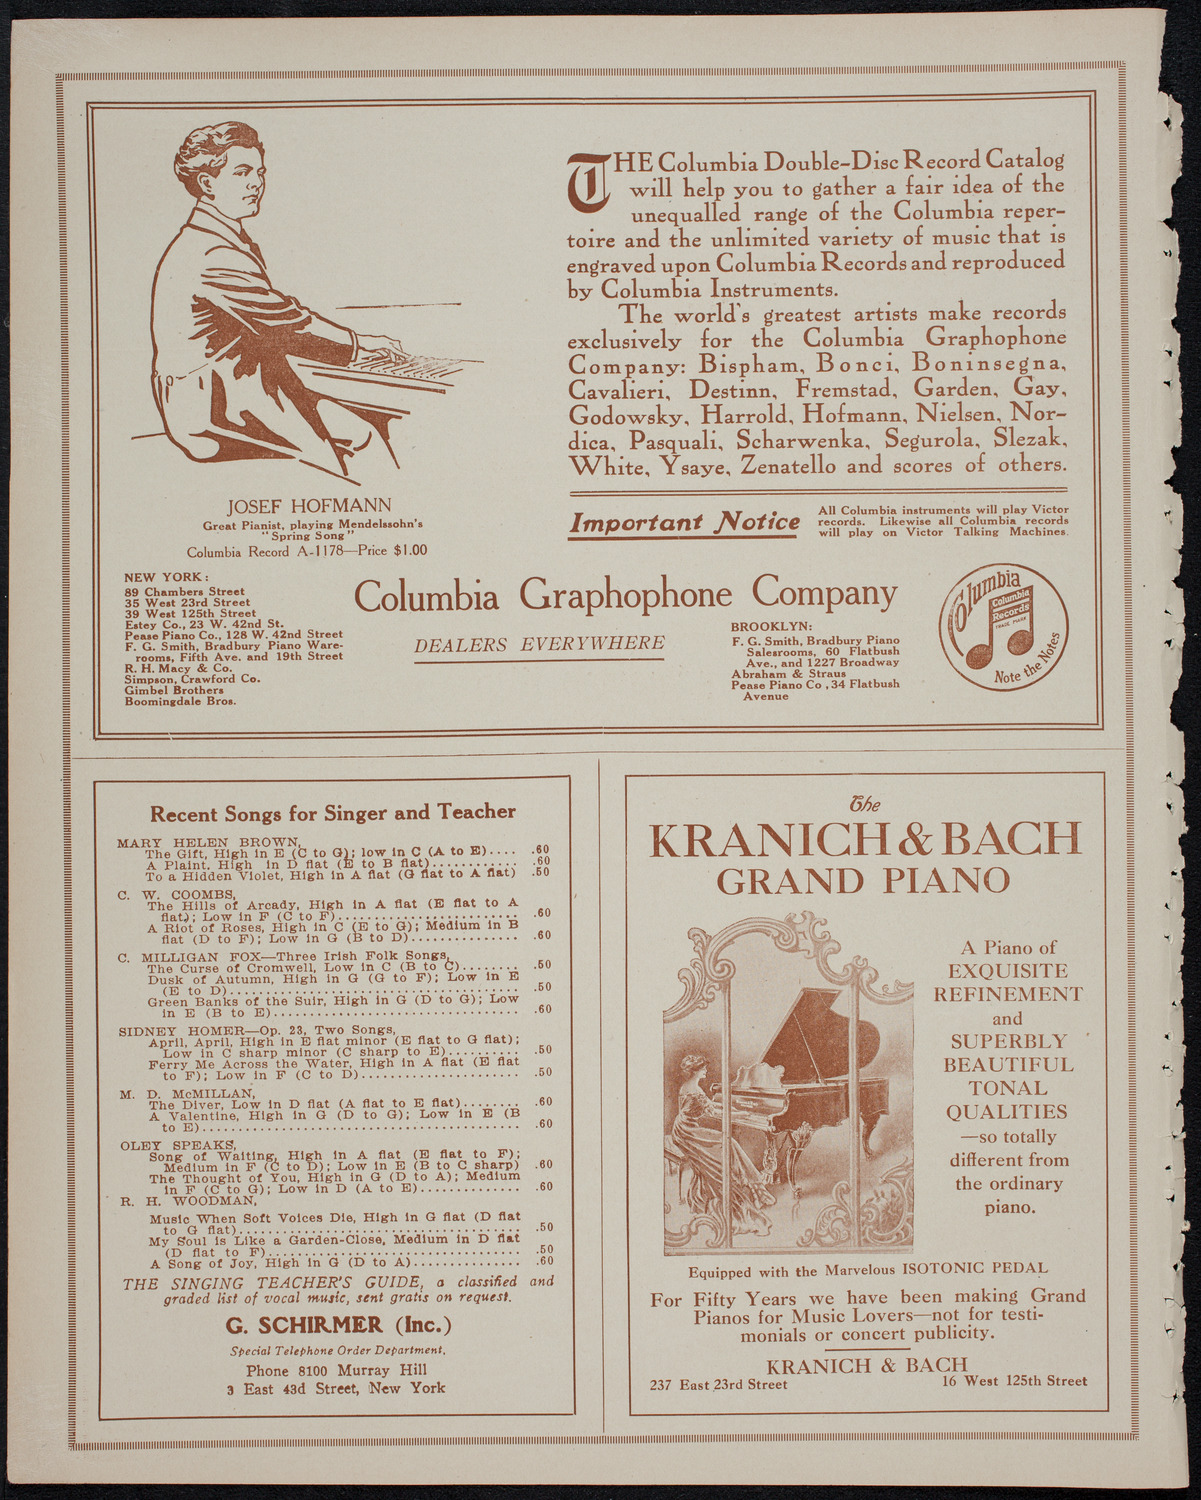 THE Columbia Double-Disc Record Catalog
will help you to gather a fair idea of the
unequalled range of the Columbia reper-
toire and the unlimited variety of music that is
engraved upon Columbia Records and reproduced
by Columbia Instruments.
The world's greatest artists make records
exclusively for the Columbia Graphophone
Company: Bispham, Bonci, Boninsegna,
Cavalieri, Destinn, Fremstad, Garden, Gay,
Godowsky, Harrold, Hofmann, Nielsen, Nor-
dica, Pasquali, Scharwenka, Segurola, Slezak,
White, Ysaye, Zenatello and scores of others.
JOSEF HOFMANN
Great Pianist, playing Mendelssohn's
"Spring Song"
Columbia Record A-1178—Price $1.00
Important Notice
All Columbia instruments will play Victor
records. Likewise all Columbia records
will play on Victor Talking Machines.
NEW YORK:
89 Chambers Street
35 West 23rd Street
39 West 125th Street
Estey Co., 23 W. 42nd St.
Pease Piano Co., 128 W. 42nd Street
F. G. Smith, Bradbury Piano Ware-
rooms, Fifth Ave. and 19th Street
R. H. Macy & Co.
Simpson, Crawford Co.
Gimbel Brothers
Boomingdale Bros.
Columbia Graphophone Company
DEALERS EVERYWHERE
BROOKLYN:
F. G. Smith, Bradbury Piano
Salesrooms, 60 Flatbush
Ave., and 1227 Broadway
Abraham & Straus
Pease Piano Co., 34 Flatbush
Avenue
Columbia
Columbia
Records
TRADE MARK
Note the Notes
Recent Songs for Singer and Teacher
MARY HELEN BROWN,
The Gift, High in E (C to G); low in C (A to E).... .60
A Plaint, High in D flat (E to B flat)............ .60
To a Hidden Violet, High in A flat (G flat to A flat) .50
C. W. COOMBS,
The Hills of Arcady, High in A flat (E flat to A
flat); Low in F (C to F)......................... .60
A Riot of Roses, High in C (E to G); Medium in B
flat (D to F); Low in G (B to D)............... .60
C. MILLIGAN FOX—Three Irish Folk Songs,
The Curse of Cromwell, Low in C (B to C)........ .50
Dusk of Autumn, High in G (G to F); Low in E
(E to D)........................................ .50
Green Banks of the Suir, High in G (D to G); Low
in E (B to E).................................. .60
SIDNEY HOMER—Op. 23, Two Songs,
April, April, High in E flat minor (E flat to G flat);
Low in C sharp minor (C sharp to E).......... .50
Ferry Me Across the Water, High in A flat (E flat
to F); Low in F (C to D)...................... .50
M. D. McMILLAN,
The Diver, Low in D flat (A flat to E flat)........ .60
A Valentine, High in G (D to G); Low in E (B
to E)............................................ .60
OLEY SPEAKS,
Song of Waiting, High in A flat (E flat to F);
Medium in F (C to D); Low in E (B to C sharp) .60
The Thought of You, High in G (D to A); Medium
in F (C to G); Low in D (A to E).............. .60
R. H. WOODMAN,
Music When Soft Voices Die, High in G flat (D flat
to G flat)....................................... .50
My Soul is Like a Garden-Close, Medium in D flat
(D flat to F)................................... .50
A Song of Joy, High in G (D to A)............... .60
THE SINGING TEACHER'S GUIDE, a classified and
graded list of vocal music, sent gratis on request.
G. SCHIRMER (Inc.)
Special Telephone Order Department,
Phone 8100 Murray Hill
3 East 43d Street, New York
The
KRANICH & BACH
GRAND PIANO
A Piano of
EXQUISITE
REFINEMENT
and
SUPERBLY
BEAUTIFUL
TONAL
QUALITIES
—so totally
different from
the ordinary
piano.
Equipped with the Marvelous ISOTONIC PEDAL
For Fifty Years we have been making Grand
Pianos for Music Lovers—not for testi-
monials or concert publicity.
KRANICH & BACH
237 East 23rd Street 16 West 125th Street